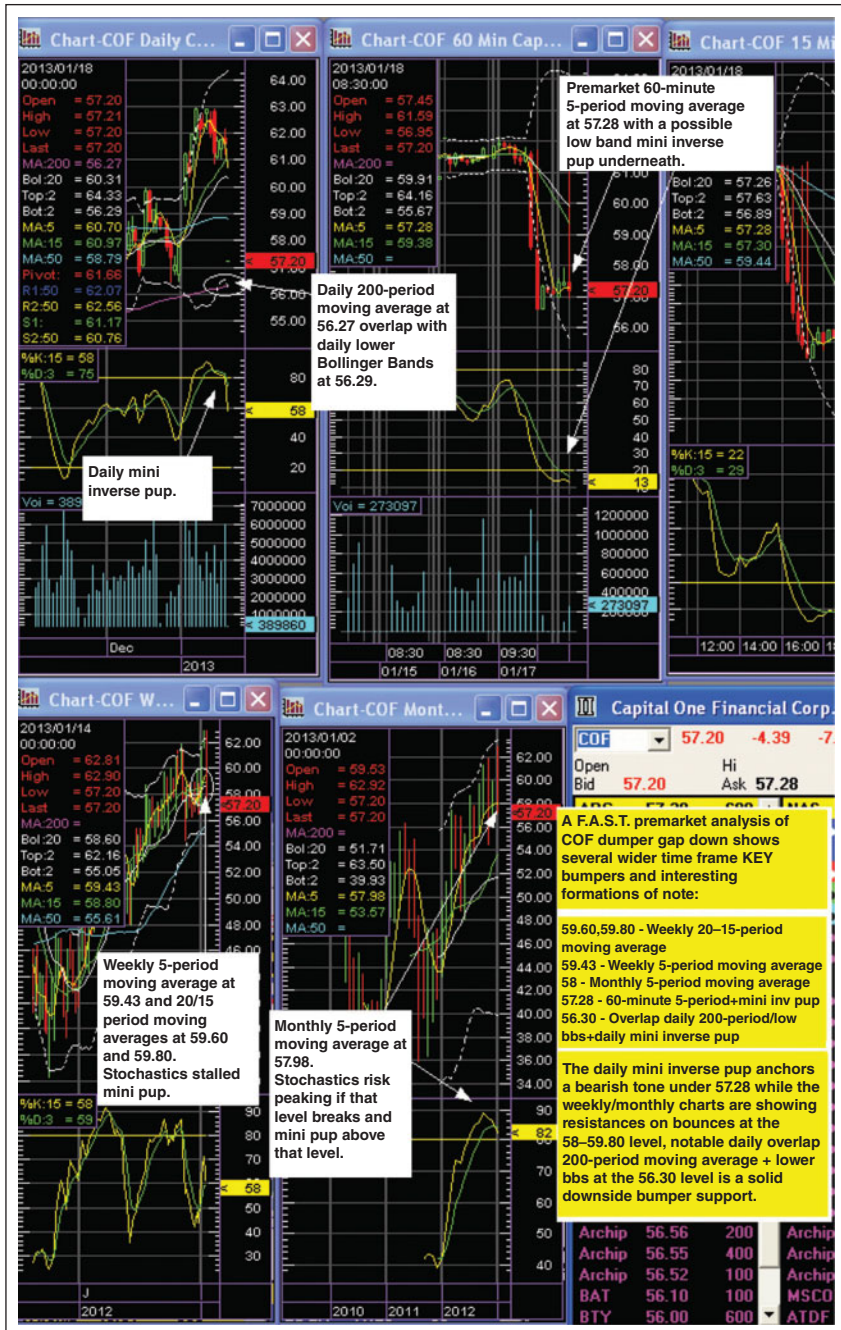 Chart-COF Daily C...
2013/01/18
00:00:00
Open = 57.20
High = 57.21
Low = 57.20
Last = 57.20
MA:200 = 56.27
Bol:20 = 60.31
Top:2 = 64.33
Bot:2 = 56.29
MA:5 = 60.70
MA:15 = 60.97
MA:50 = 58.79
Pivot: = 61.66
R1:50 = 62.07
R2:50 = 62.56
S1: = 61.17
S2:50 = 60.76
64.00
63.00
62.00
61.00
60.00
59.00
58.00
57.20
56.00
55.00
Daily 200-period
moving average at
56.27 overlap with
daily lower
Bollinger Bands
at 56.29.
%K:15 = 58
%D:3 = 75
80
58
40
20
Daily mini
inverse pup.
Voi = 389
7000000
6000000
5000000
4000000
3000000
2000000
1000000
389860
Dec
2013
Chart-COF 60 Min Cap...
2013/01/18
08:30:00
Open = 57.45
High = 61.59
Low = 56.95
Last = 57.20
MA:200 =
Bol:20 = 59.91
Top:2 = 64.16
Bot:2 = 55.67
MA:5 = 57.28
MA:15 = 59.38
MA:50 =
Premarket 60-minute
5-period moving average
at 57.28 with a possible
low band mini inverse
pup underneath.
61.00
60.00
59.00
58.00
57.20
56.00
80
70
60
50
40
30
20
13
Voi = 273097
1200000
1000000
800000
600000
400000
273097
200000
08:30 08:30 09:30
01/15 01/16 01/17
Chart-COF 15 Mi
2013/01/18
Bol:20 = 57.26
Top:2 = 57.63
Bot:2 = 56.89
MA:5 = 57.28
MA:15 = 57.30
MA:50 = 59.44
%K:15 = 22
%D:3 = 29
12:00 14:00 16:00
Chart-COF W...
2013/01/14
00:00:00
Open = 62.81
High = 62.90
Low = 57.20
Last = 57.20
MA:200 =
Bol:20 = 58.60
Top:2 = 62.16
Bot:2 = 55.05
MA:5 = 59.43
MA:15 = 58.80
MA:50 = 55.61
62.00
60.00
58.00
57.20
56.00
54.00
52.00
50.00
48.00
46.00
Weekly 5-period
moving average at
59.43 and 20/15
period moving
averages at 59.60
and 59.80.
Stochastics stalled
mini pup.
%K:15 = 58
%D:3 = 59
90
80
70
58
50
40
30
J
2012
Chart-COF Mont...
2013/01/02
00:00:00
Open = 59.53
High = 62.92
Low = 57.20
Last = 57.20
MA:200 =
Bol:20 = 51.71
Top:2 = 63.50
Bot:2 = 39.93
MA:5 = 57.98
MA:15 = 53.57
MA:50 =
62.00
60.00
58.00
57.20
56.00
54.00
52.00
50.00
48.00
46.00
44.00
42.00
40.00
38.00
36.00
34.00
Monthly 5-period
moving average at
57.98.
Stochastics risk
peaking if that
level breaks and
mini pup above
that level.
90
82
70
60
50
40
2010 2011 2012
Capital One Financial Corp.
COF 57.20 -4.39 -7.
Open Hi
Bid 57.20 Ask 57.28
A F.A.S.T. premarket analysis of
COF dumper gap down shows
several wider time frame KEY
bumpers and interesting
formations of note:
59.60,59.80 - Weekly 20–15-period
moving average
59.43 - Weekly 5-period moving average
58 - Monthly 5-period moving average
57.28 - 60-minute 5-period+mini inv pup
56.30 - Overlap daily 200-period/low
bbs+daily mini inverse pup
The daily mini inverse pup anchors
a bearish tone under 57.28 while the
weekly/monthly charts are showing
resistances on bounces at the
58–59.80 level, notable daily overlap
200-period moving average + lower
bbs at the 56.30 level is a solid
downside bumper support.
Archip 56.56 200 Archip
Archip 56.55 400 Archip
Archip 56.52 100 Archip
BAT 56.10 100 MSCO
BTY 56.00 600 ATDF